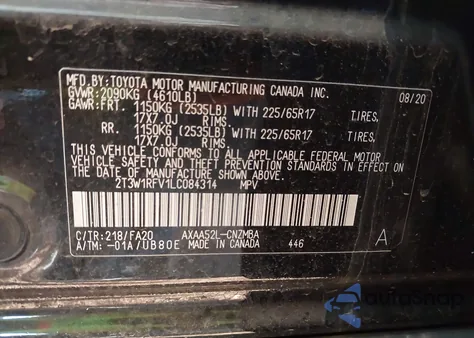 MFD. BY: TOYOTA MOTOR MANUFACTURING CANADA INC.
GVWR: 2090KG (4610LB) 08/20
GAWR: FRT. 1150KG (2535LB) WITH 225/65R17 TIRES,
17X7.0J RIMS
RR. 1150KG (2535LB) WITH 225/65R17 TIRES,
17X7.0J RIMS
THIS VEHICLE CONFORMS TO ALL APPLICABLE FEDERAL MOTOR
VEHICLE SAFETY AND THEFT PREVENTION STANDARDS IN EFFECT ON
THE DATE OF MANUFACTURE SHOWN ABOVE.
2T3W1RFV1LC084314 MPV
C/TR: 218/FA20 AXAA52L-CNZMBA
A/TM: -01A/UB80E MADE IN CANADA 446 A
AutoSnap